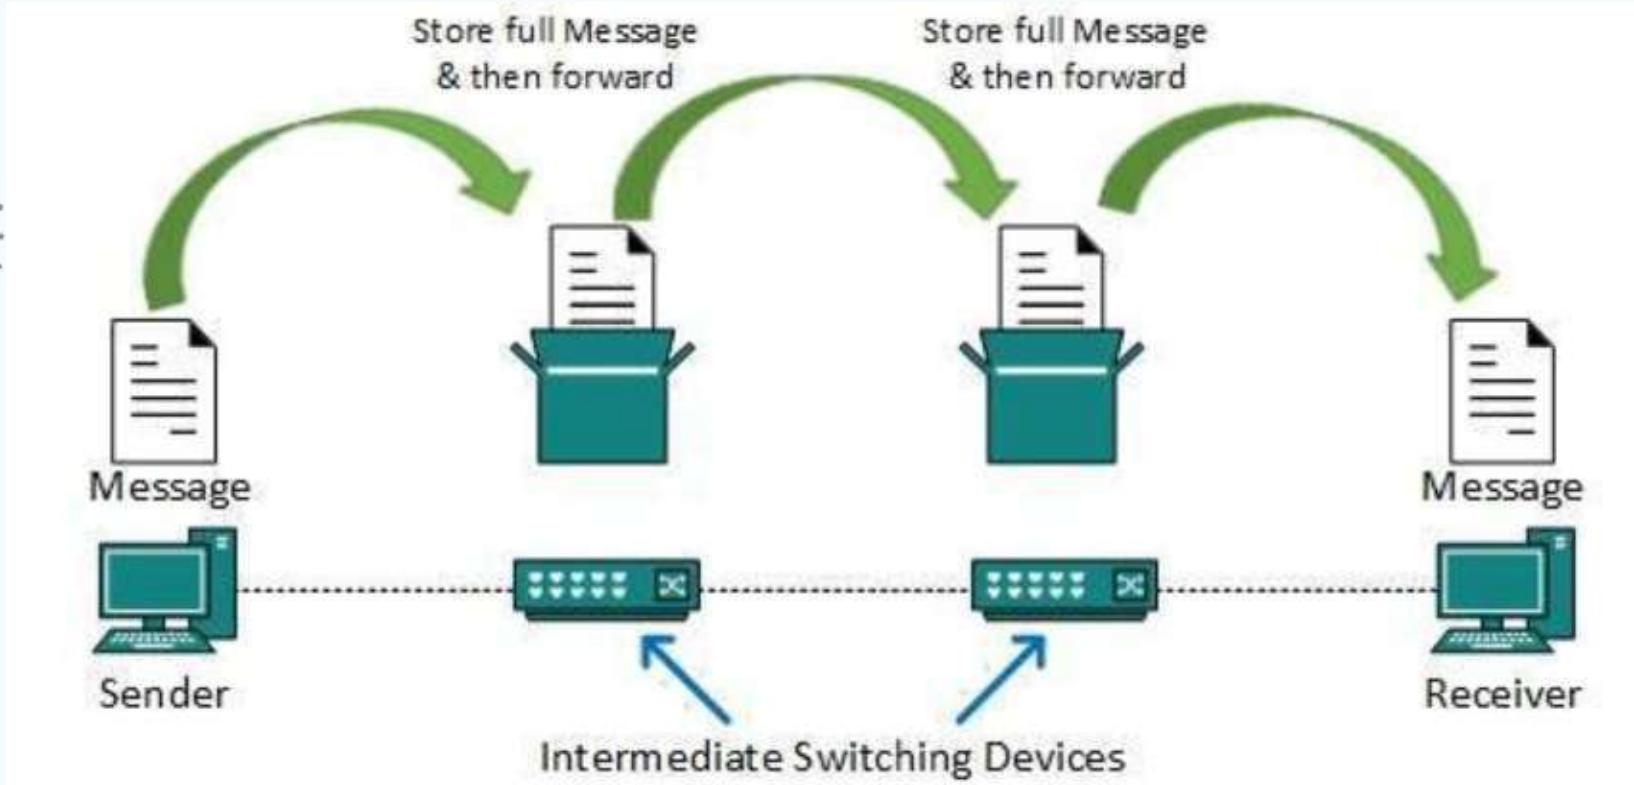 Store full Message
& then forward
Store full Message
& then forward
Message
Message
Sender
Receiver
Intermediate Switching Devices